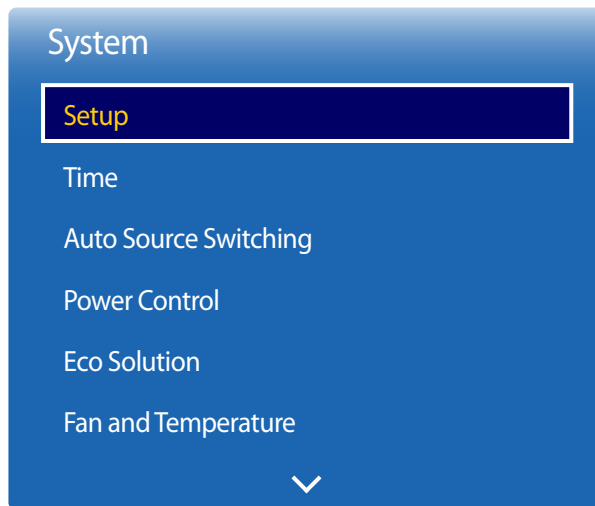 System
Setup
Time
Auto Source Switching
Power Control
Eco Solution
Fan and Temperature